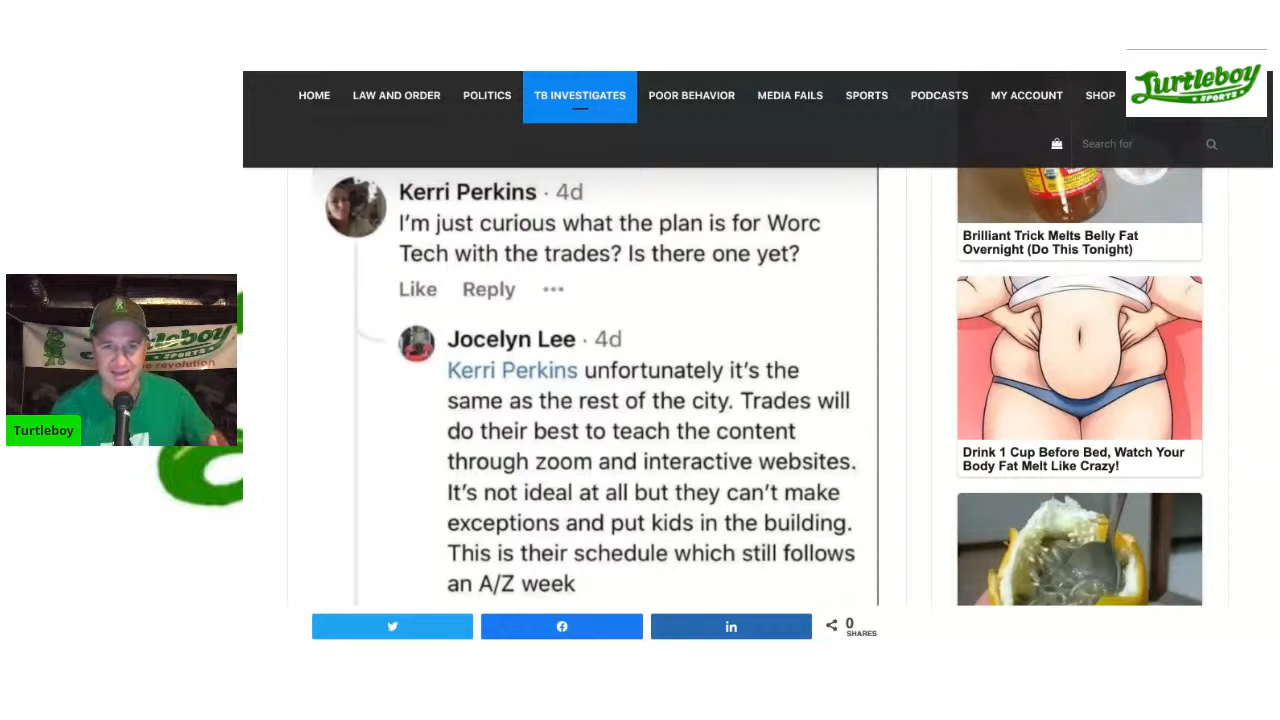 HOME LAW AND ORDER POLITICS TB INVESTIGATES POOR BEHAVIOR MEDIA FAILS SPORTS PODCASTS MY ACCOUNT SHOP
Turtleboy
SPORTS
Search for
Kerri Perkins · 4d
I'm just curious what the plan is for Worc
Tech with the trades? Is there one yet?
Like Reply ...
Jocelyn Lee · 4d
Kerri Perkins unfortunately it's the
same as the rest of the city. Trades will
do their best to teach the content
through zoom and interactive websites.
It's not ideal at all but they can't make
exceptions and put kids in the building.
This is their schedule which still follows
an A/Z week
0
SHARES
Brilliant Trick Melts Belly Fat
Overnight (Do This Tonight)
Drink 1 Cup Before Bed, Watch Your
Body Fat Melt Like Crazy!
Turtleboy
SPORTS
revolution
Turtleboy